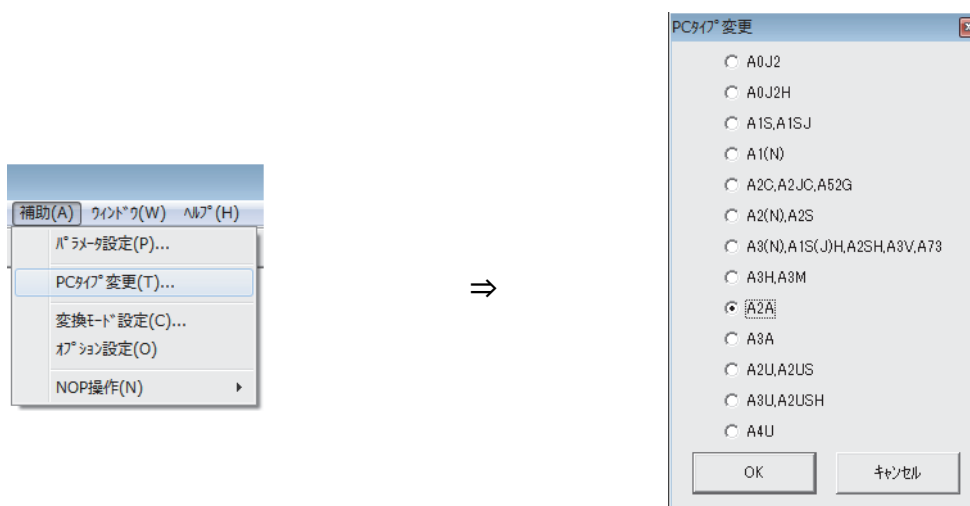 補助(A) ウィンドウ(W) ヘルプ(H)
パラメータ設定(P)...
PCタイプ変更(T)...
変換モード設定(C)...
オプション設定(O)
NOP操作(N)
⇒
PCタイプ変更
A0J2
A0J2H
A1S,A1SJ
A1(N)
A2C,A2JC,A52G
A2(N),A2S
A3(N),A1S(J)H,A2SH,A3V,A73
A3H,A3M
A2A
A3A
A2U,A2US
A3U,A2USH
A4U
OK キャンセル